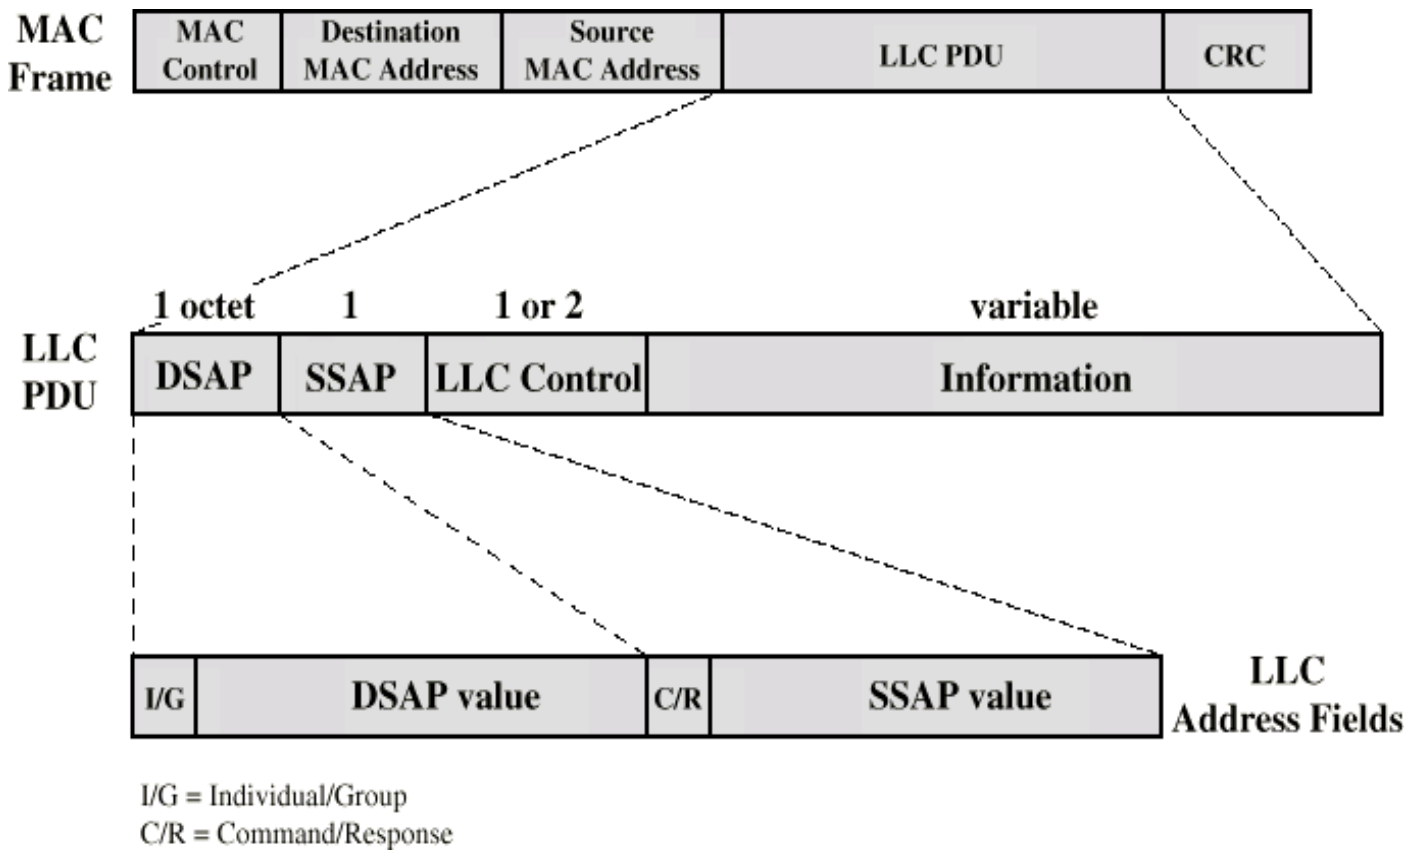 MAC Frame
MAC Control
Destination MAC Address
Source MAC Address
LLC PDU
CRC
1 octet
1
1 or 2
variable
LLC PDU
DSAP
SSAP
LLC Control
Information
I/G
DSAP value
C/R
SSAP value
LLC Address Fields
I/G = Individual/Group
C/R = Command/Response